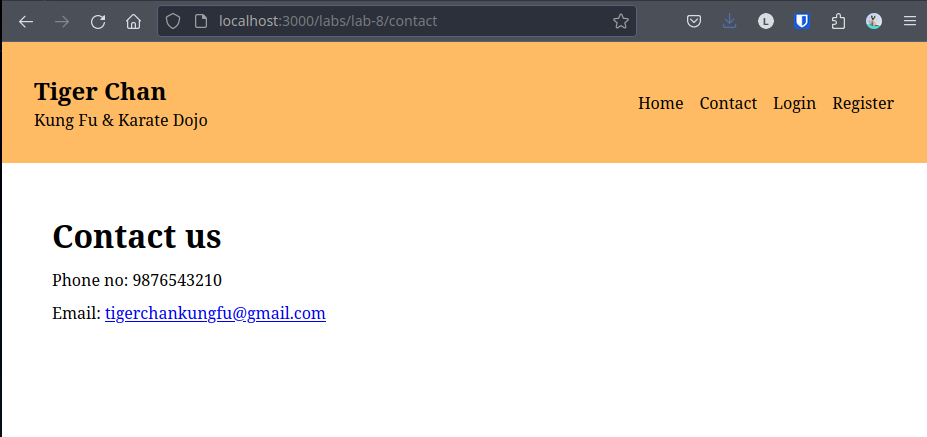 localhost:3000/labs/lab-8/contact
L
Tiger Chan
Kung Fu & Karate Dojo
Home Contact Login Register
Contact us
Phone no: 9876543210
Email: tigerchankungfu@gmail.com